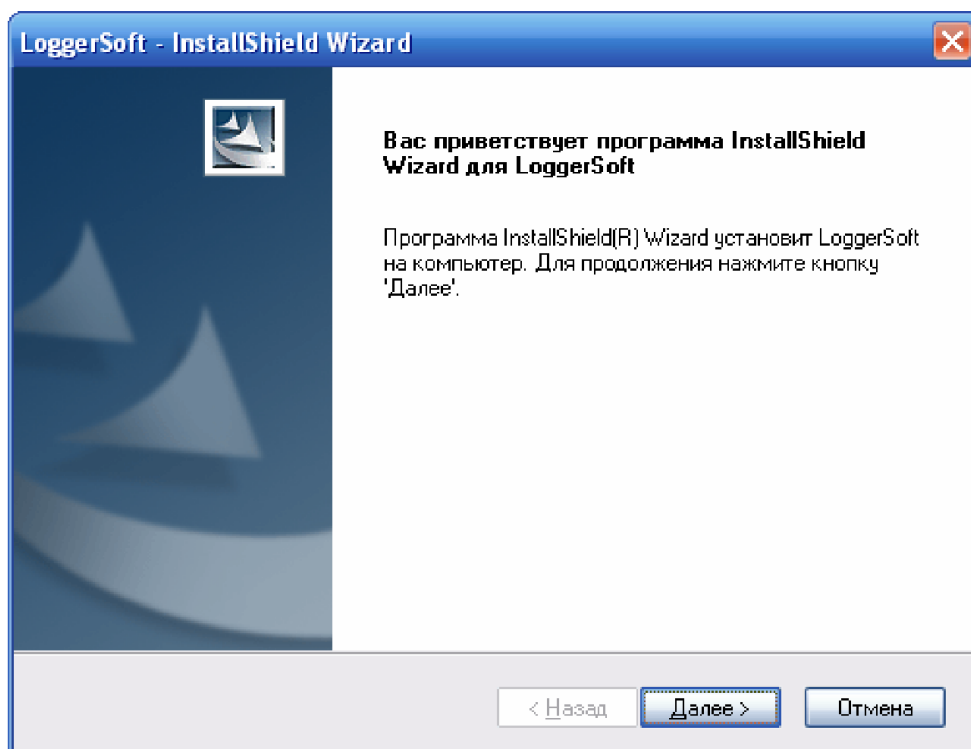 LoggerSoft - InstallShield Wizard
Вас приветствует программа InstallShield
Wizard для LoggerSoft
Программа InstallShield(R) Wizard установит LoggerSoft
на компьютер. Для продолжения нажмите кнопку
'Далее'.
< Назад
Далее >
Отмена